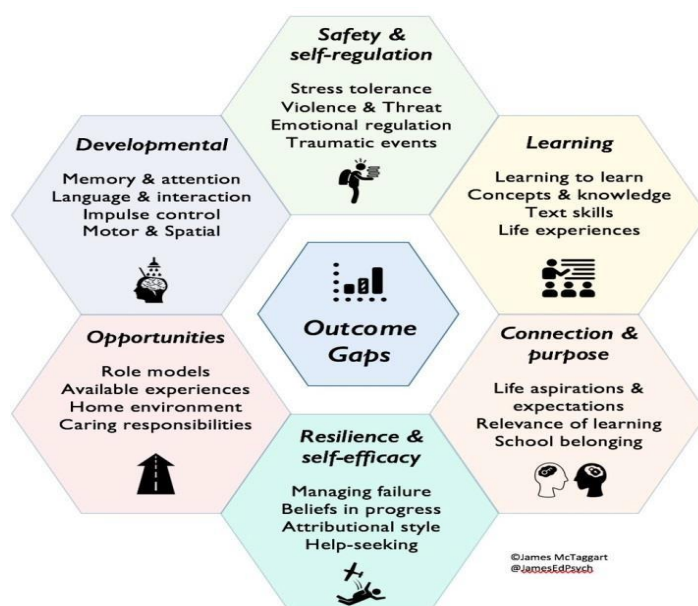 Safety &
self-regulation
Stress tolerance
Violence & Threat
Emotional regulation
Traumatic events
Developmental
Memory & attention
Language & interaction
Impulse control
Motor & Spatial
Learning
Learning to learn
Concepts & knowledge
Text skills
Life experiences
Outcome
Gaps
Opportunities
Role models
Available experiences
Home environment
Caring responsibilities
Connection &
purpose
Life aspirations &
expectations
Relevance of learning
School belonging
Resilience &
self-efficacy
Managing failure
Beliefs in progress
Attributional style
Help-seeking
©James McTaggart
@JamesEdPsych